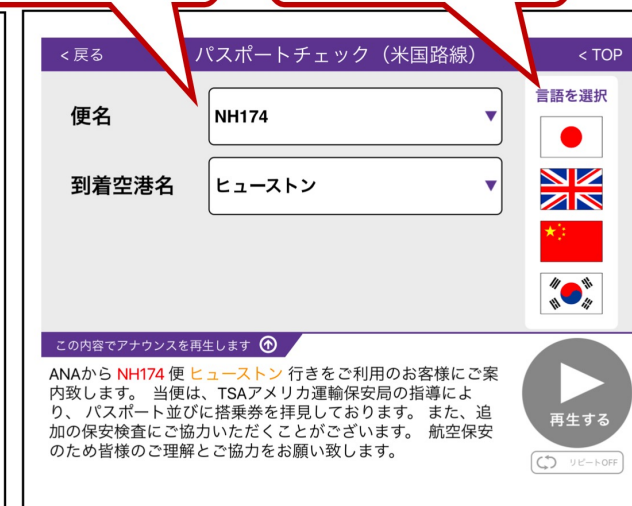 < 戻る
パスポートチェック（米国路線）
< TOP
便名
NH174
到着空港名
ヒューストン
言語を選択
この内容でアナウンスを再生します
ANAから NH174 便 ヒューストン 行きをご利用のお客様にご案
内致します。 当便は、TSAアメリカ運輸保安局の指導によ
り、 パスポート並びに搭乗券を拝見しております。 また、追
加の保安検査にご協力いただくことがございます。 航空保安
のため皆様のご理解とご協力をお願い致します。
再生する
リピートOFF